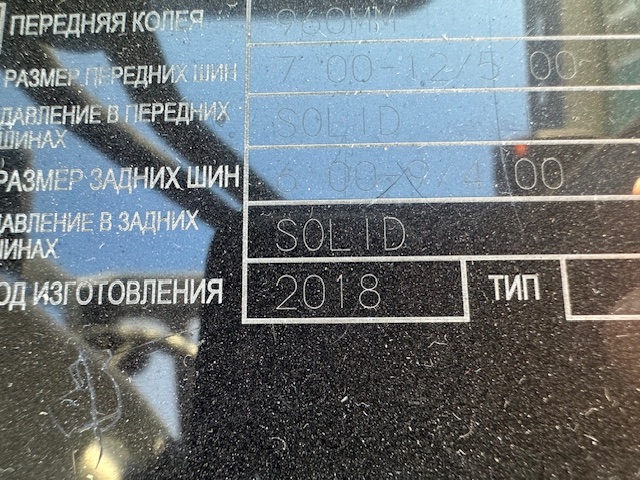 ПЕРЕДНЯЯ КОЛЕЯ 960MM
РАЗМЕР ПЕРЕДНИХ ШИН 7 00-12/5 00
ДАВЛЕНИЕ В ПЕРЕДНИХ
ШИНАХ SOLID
РАЗМЕР ЗАДНИХ ШИН 6 00-9 4 00
ДАВЛЕНИЕ В ЗАДНИХ
ШИНАХ SOLID
ОД ИЗГОТОВЛЕНИЯ 2018 ТИП